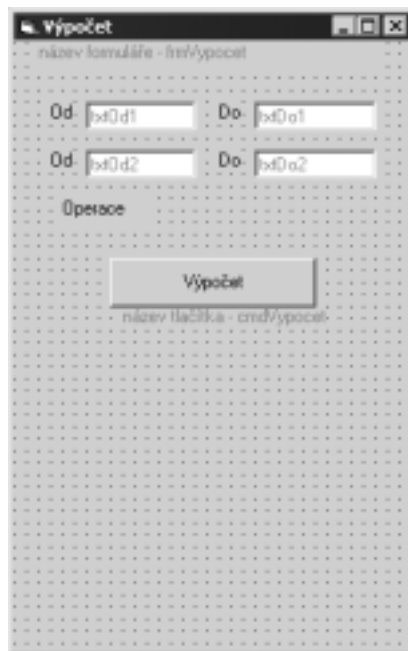 Výpočet
název formuláře - frmVypocet
Od txtOd1 Do txtDo1
Od txtOd2 Do txtDo2
Operace
Výpočet
název tlačítka - cmdVypocet